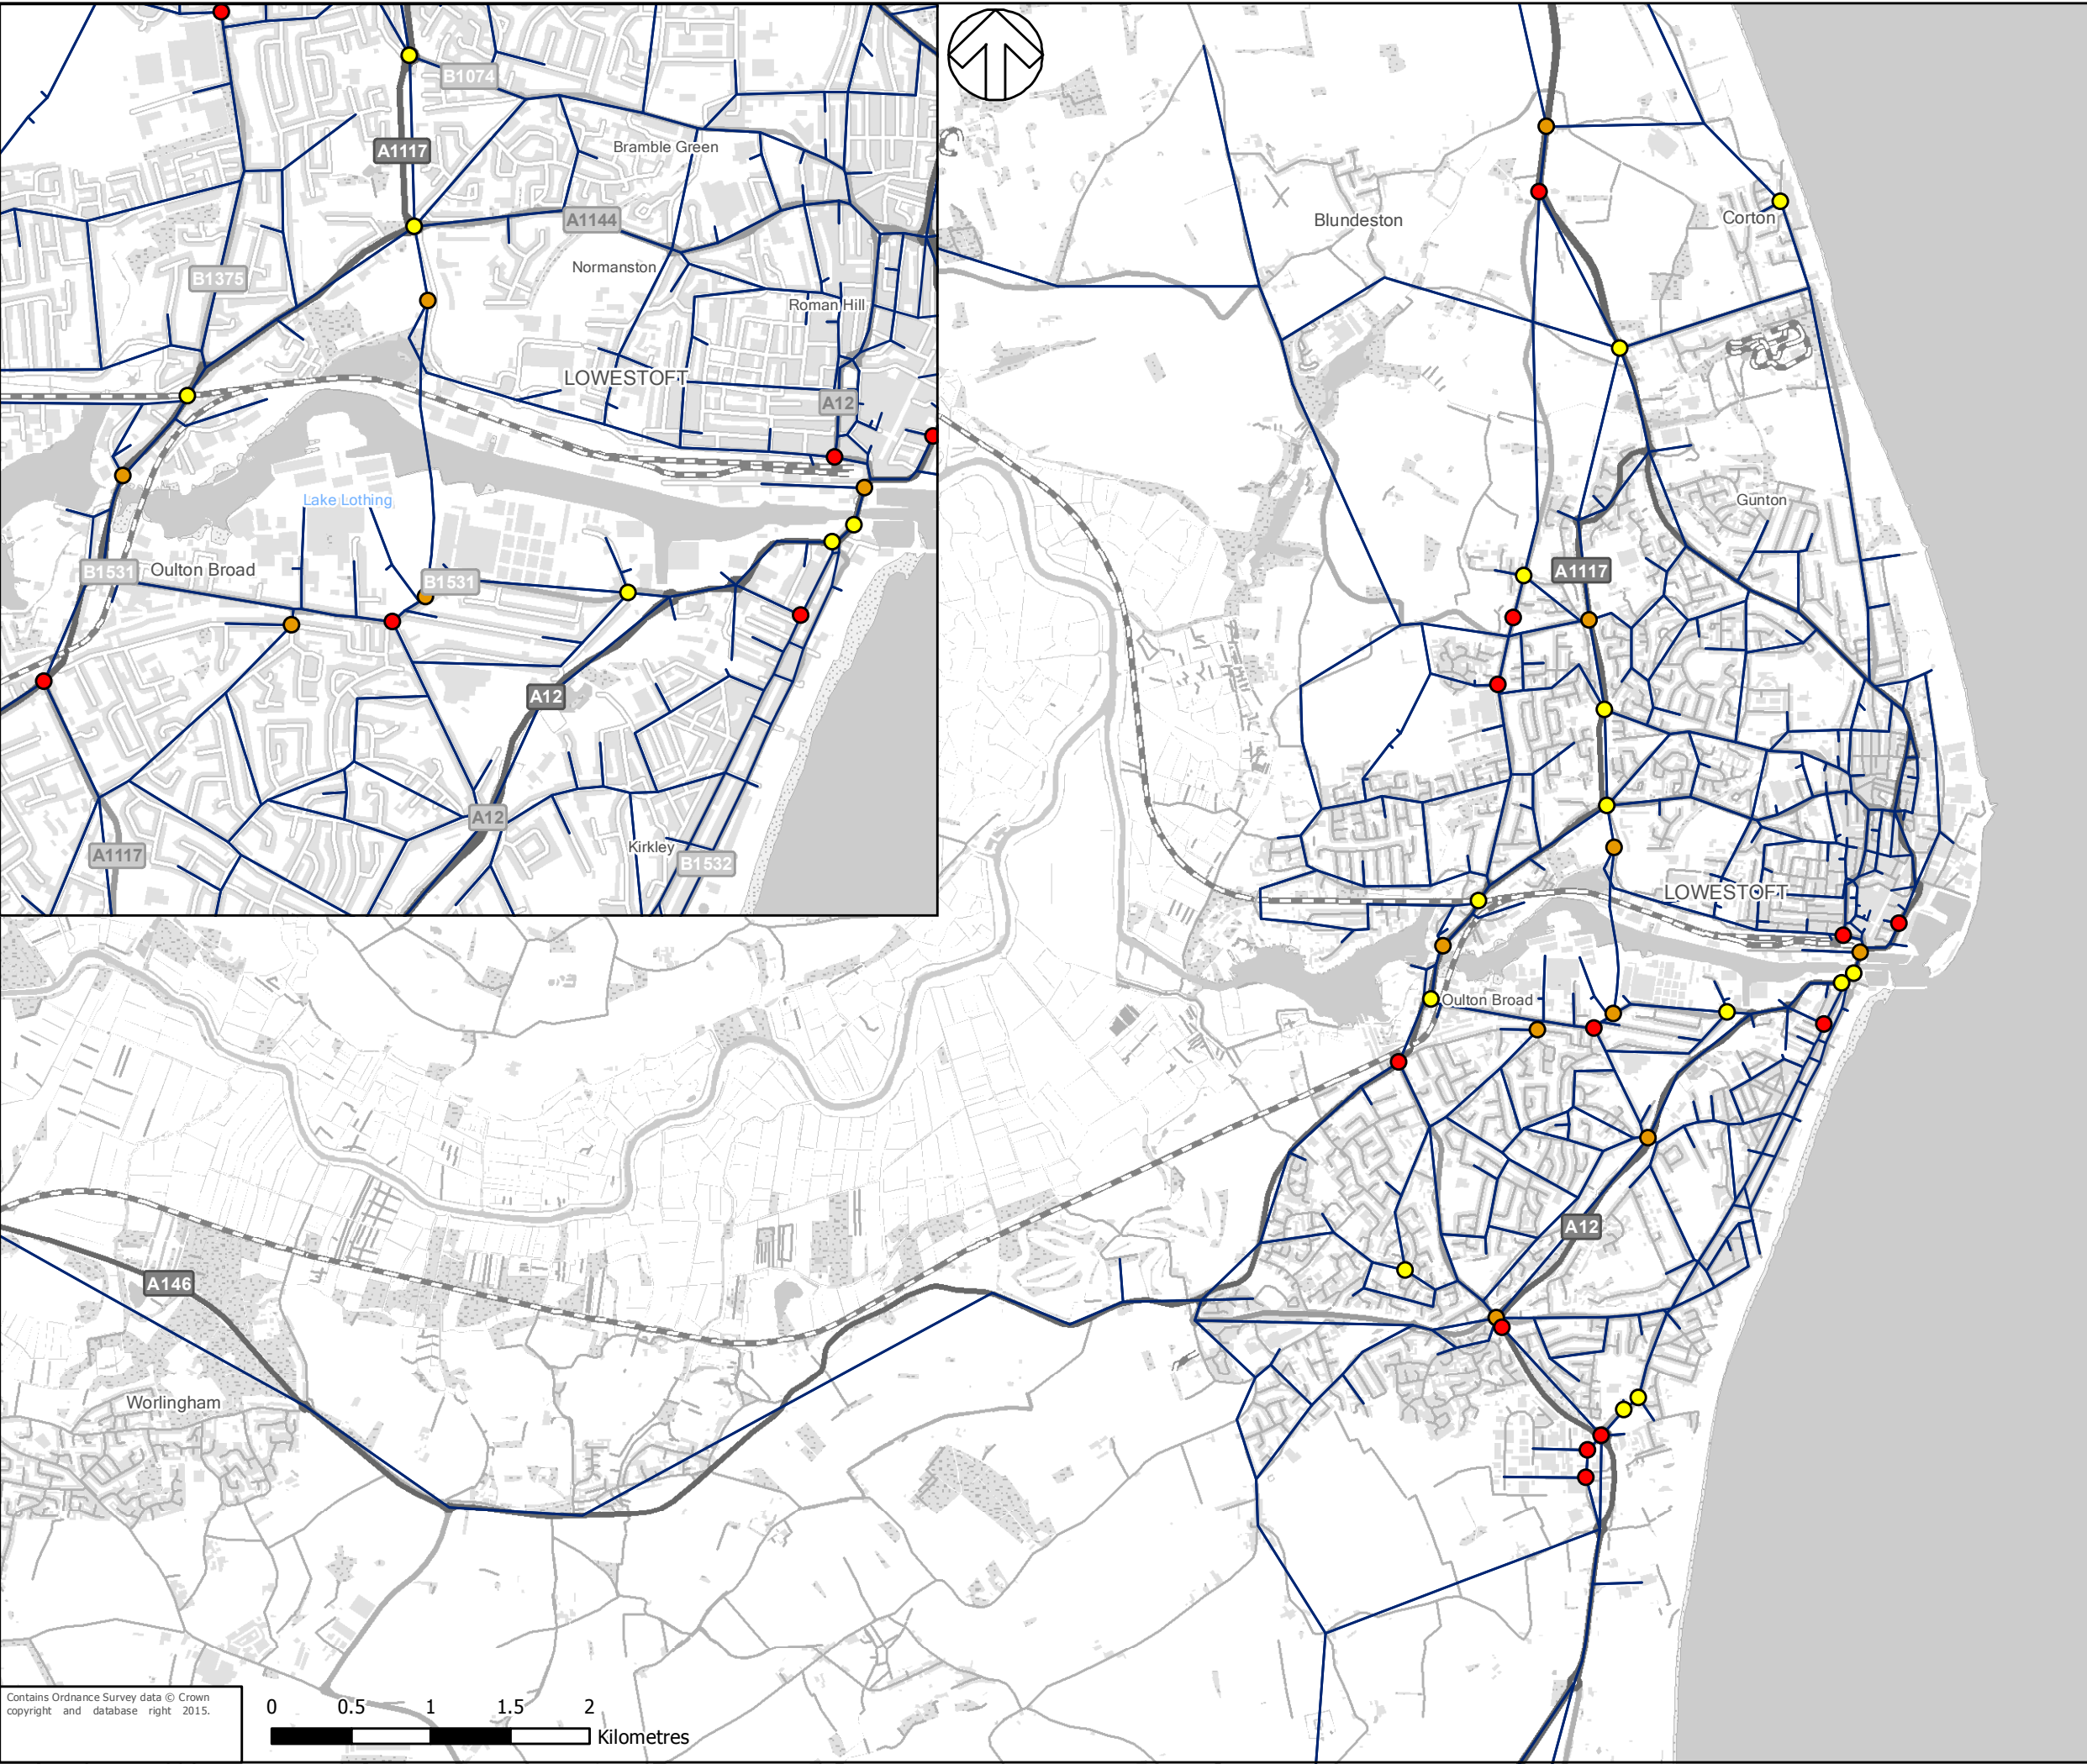 B1074
A1117
Bramble Green
A1144
Normanston
B1375
Roman Hill
LOWESTOFT
A12
Lake Lothing
Oulton Broad
B1531
B1531
A12
A12
A1117
Kirkley
B1532
Blundeston
Corton
Gunton
A1117
LOWESTOFT
Oulton Broad
A12
A146
Worlingham
Contains Ordnance Survey data © Crown
copyright and database right 2015.
0 0.5 1 1.5 2
Kilometres